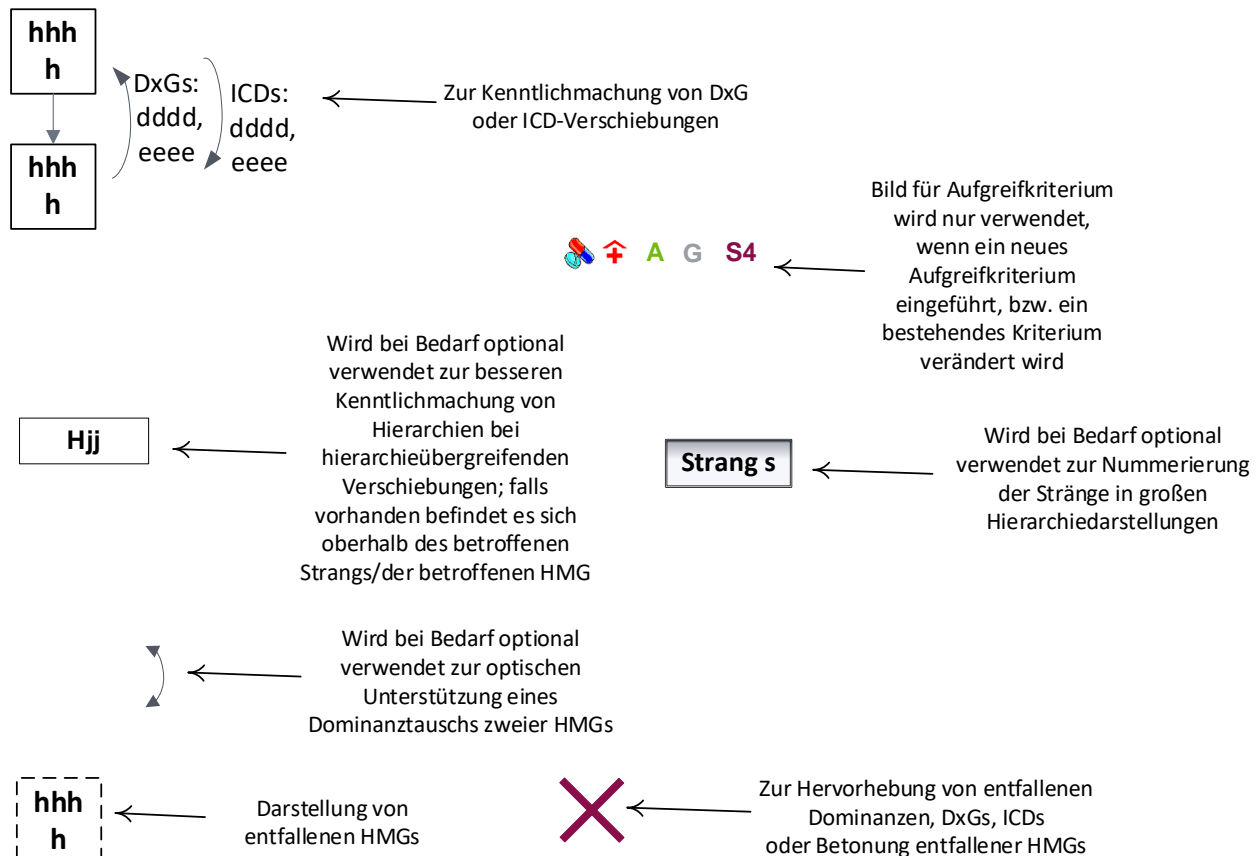 hhh
h
DxGs:
dddd,
eeee
ICDs:
dddd,
eeee
hhh
h
Zur Kenntlichmachung von DxG
oder ICD-Verschiebungen
A G S4
Bild für Aufgreifkriterium
wird nur verwendet,
wenn ein neues
Aufgreifkriterium
eingeführt, bzw. ein
bestehendes Kriterium
verändert wird
Hjj
Wird bei Bedarf optional
verwendet zur besseren
Kenntlichmachung von
Hierarchien bei
hierarchieübergreifenden
Verschiebungen; falls
vorhanden befindet es sich
oberhalb des betroffenen
Strangs/der betroffenen HMG
Strang s
Wird bei Bedarf optional
verwendet zur Nummerierung
der Stränge in großen
Hierarchiedarstellungen
Wird bei Bedarf optional
verwendet zur optischen
Unterstützung eines
Dominanztauschs zweier HMGs
hhh
h
Darstellung von
entfallenen HMGs
Zur Hervorhebung von entfallenen
Dominanzen, DxGs, ICDs
oder Betonung entfallener HMGs